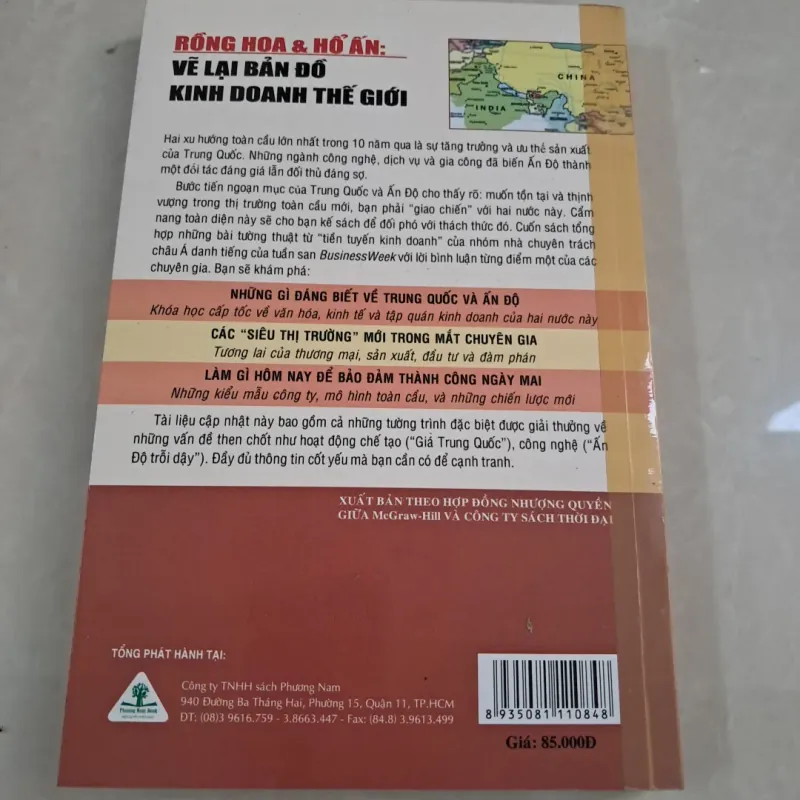 RỒNG HOA & HỔ ẤN:
VẼ LẠI BẢN ĐỒ
KINH DOANH THẾ GIỚI
CHINA
INDIA
Hai xu hướng toàn cầu lớn nhất trong 10 năm qua là sự tăng trưởng và ưu thế sản xuất
của Trung Quốc. Những ngành công nghệ, dịch vụ và gia công đã biến Ấn Độ thành
một đối tác đáng giá lẫn đối thủ đáng sợ.
Bước tiến ngoạn mục của Trung Quốc và Ấn Độ cho thấy rõ: muốn tồn tại và thịnh
vượng trong thị trường toàn cầu mới, bạn phải “giao chiến” với hai nước này. Cẩm
nang toàn diện này sẽ cho bạn kế sách để đối phó với thách thức đó. Cuốn sách tổng
hợp những bài tường thuật từ “tiền tuyến kinh doanh” của nhóm nhà chuyên trách
châu Á danh tiếng của tuần san BusinessWeek với lời bình luận từng điểm một của các
chuyên gia. Bạn sẽ khám phá:
NHỮNG GÌ ĐÁNG BIẾT VỀ TRUNG QUỐC VÀ ẤN ĐỘ
Khóa học cấp tốc về văn hóa, kinh tế và tập quán kinh doanh của hai nước này
CÁC “SIÊU THỊ TRƯỜNG” MỚI TRONG MẮT CHUYÊN GIA
Tương lai của thương mại, sản xuất, đầu tư và đàm phán
LÀM GÌ HÔM NAY ĐỂ BẢO ĐẢM THÀNH CÔNG NGÀY MAI
Những kiểu mẫu công ty, mô hình toàn cầu, và những chiến lược mới
Tài liệu cập nhật này bao gồm cả những tường trình đặc biệt được giải thưởng về
những vấn đề then chốt như hoạt động chế tạo (“Giá Trung Quốc”), công nghệ (“Ấn
Độ trỗi dậy”). Đầy đủ thông tin cốt yếu mà bạn cần có để cạnh tranh.
XUẤT BẢN THEO HỢP ĐỒNG NHƯỢNG QUYỀN
GIỮA McGraw-Hill VÀ CÔNG TY SÁCH THỜI ĐẠI
TỔNG PHÁT HÀNH TẠI:
Phuong Nam Book
Công ty TNHH sách Phương Nam
940 Đường Ba Tháng Hai, Phường 15, Quận 11, TP.HCM
ĐT: (08)3 9616.759 - 3.8663.447 - Fax: (84.8) 3.9613.499
8 935081 110848
Giá: 85.000Đ